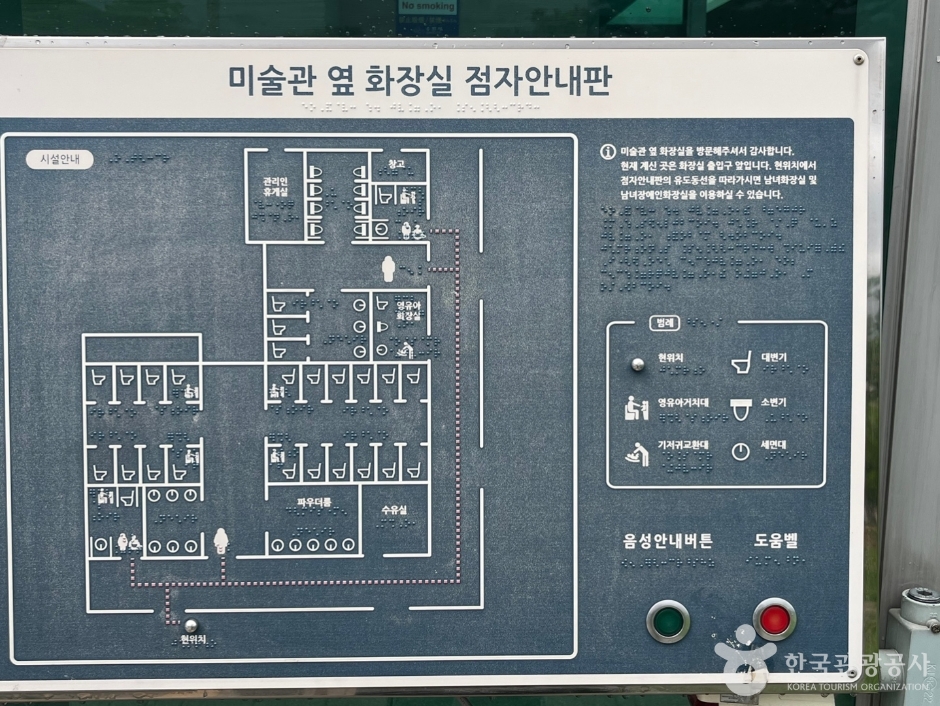 No smoking
미술관 옆 화장실 점자안내판
시설안내
관리인
휴게실
창고
영유아
화장실
파우더룸
수유실
현위치
미술관 옆 화장실을 방문해주셔서 감사합니다.
현재 계신 곳은 화장실 출입구 앞입니다. 현위치에서
점자안내판의 유도동선을 따라가시면 남녀화장실 및
남녀장애인화장실을 이용하실 수 있습니다.
범례
현위치
대변기
영유아거치대
소변기
기저귀교환대
세면대
음성안내버튼
도움벨
한국관광공사
KOREA TOURISM ORGANIZATION